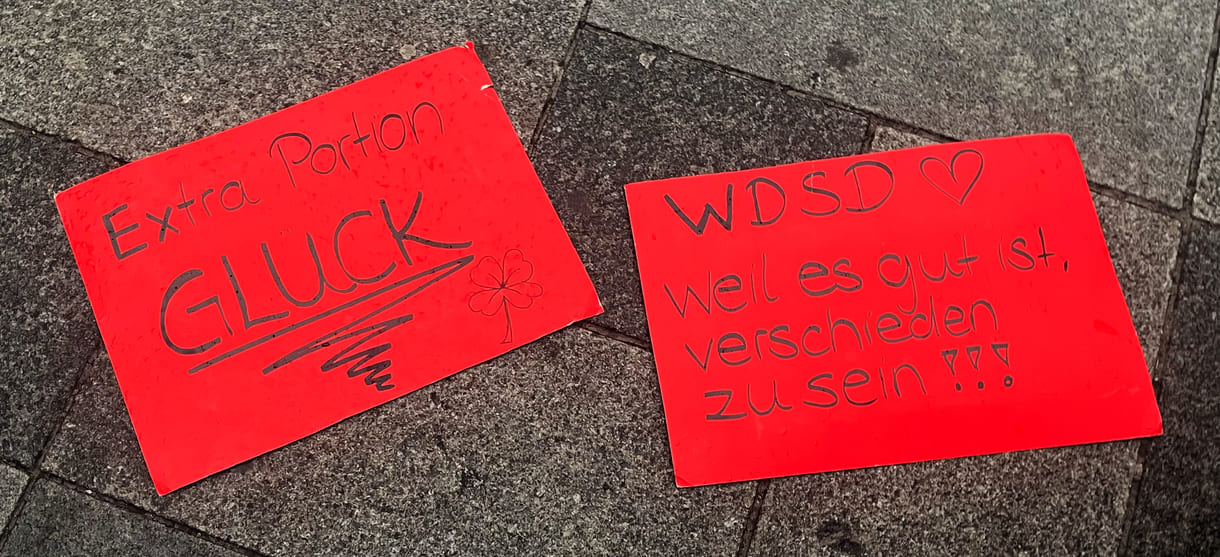 Extra Portion
GLUCK
WDSD ♡
Weil es gut ist,
verschieden
zu sein !!!